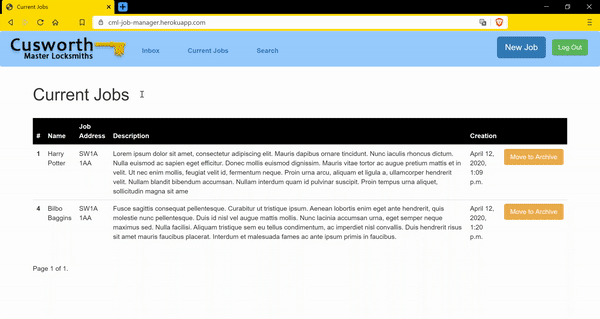 Current Jobs
cml-job-manager.herokuapp.com
Cusworth
Master Locksmiths
Inbox
Current Jobs
Search
New Job
Log Out
Current Jobs
# Name Job Address Description Creation
1 Harry Potter SW1A 1AA
Lorem ipsum dolor sit amet, consectetur adipiscing elit. Mauris dapibus ornare tincidunt. Nunc iaculis rhoncus dictum.
Nulla euismod ac sapien eget efficitur. Donec mollis euismod dignissim. Mauris vitae tortor ac augue pretium mattis et in
velit. Ut nec enim mollis, feugiat velit id, fermentum neque. Proin urna arcu, aliquam et ligula a, ullamcorper hendrerit
velit. Nullam blandit bibendum accumsan. Nullam interdum quam id pulvinar suscipit. Proin tempus urna aliquet,
sollicitudin magna sit ame
April 12,
2020,
1:09
p.m.
Move to Archive
4 Bilbo Baggins SW1A 1AA
Fusce sagittis consequat pellentesque. Curabitur ut tristique ipsum. Aenean lobortis enim eget ante hendrerit, quis
molestie nunc pellentesque. Duis id nisl vel augue mattis mollis. Nunc lacinia accumsan urna, eget semper neque
maximus sed. Nulla facilisi. Aliquam tristique sem eu tellus condimentum, ac imperdiet nisl convallis. Duis hendrerit risus
sit amet mauris faucibus placerat. Interdum et malesuada fames ac ante ipsum primis in faucibus.
April 12,
2020,
1:20
p.m.
Move to Archive
Page 1 of 1.